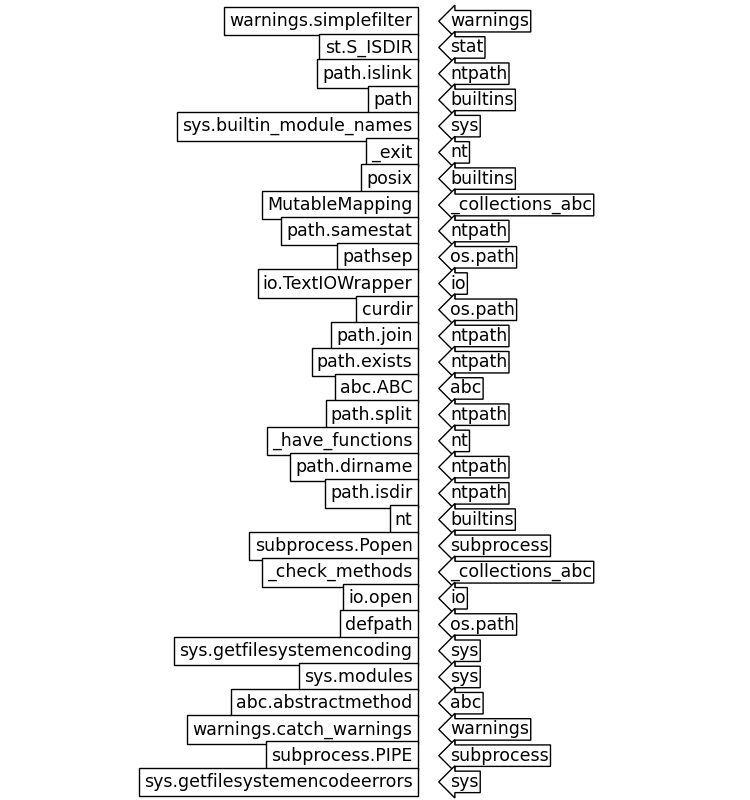 warnings.simplefilter warnings
st.S_ISDIR stat
path.islink ntpath
path builtins
sys.builtin_module_names sys
_exit nt
posix builtins
MutableMapping _collections_abc
path.samestat ntpath
pathsep os.path
io.TextIOWrapper io
curdir os.path
path.join ntpath
path.exists ntpath
abc.ABC abc
path.split ntpath
_have_functions nt
path.dirname ntpath
path.isdir ntpath
nt builtins
subprocess.Popen subprocess
_check_methods _collections_abc
io.open io
defpath os.path
sys.getfilesystemencoding sys
sys.modules sys
abc.abstractmethod abc
warnings.catch_warnings warnings
subprocess.PIPE subprocess
sys.getfilesystemencodeerrors sys